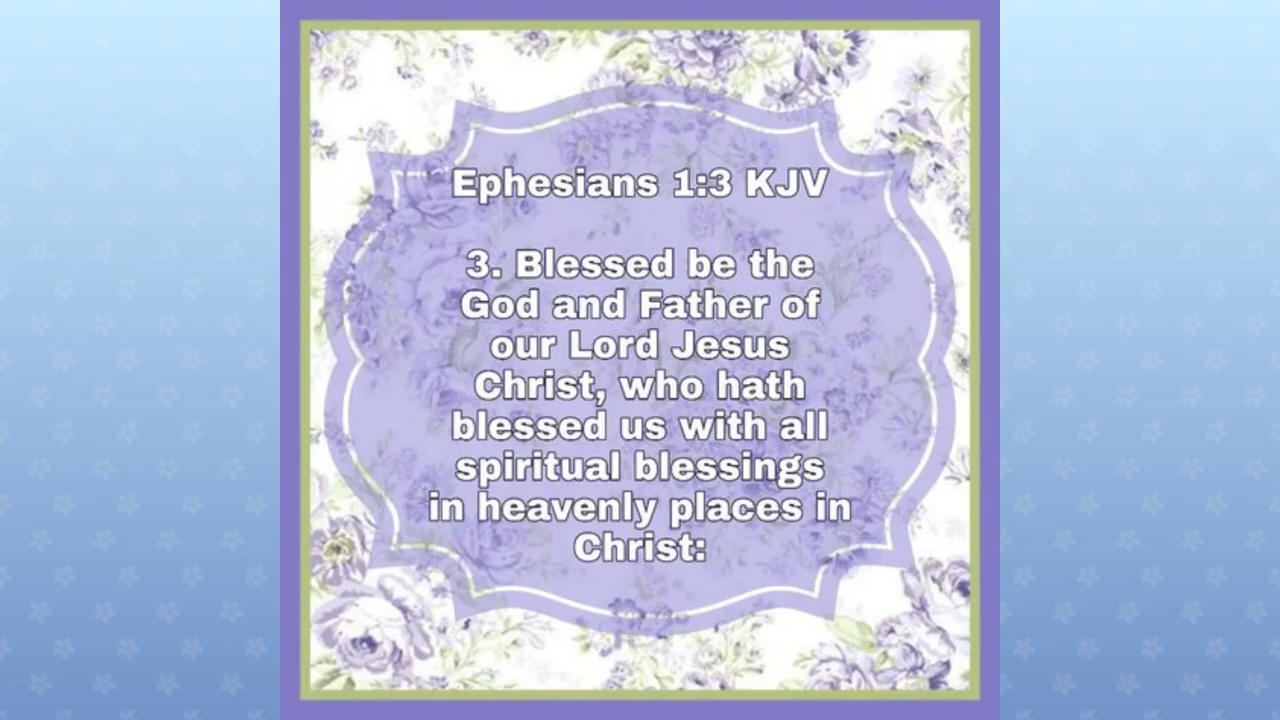 Ephesians 1:3 KJV
3. Blessed be the
God and Father of
our Lord Jesus
Christ, who hath
blessed us with all
spiritual blessings
in heavenly places in
Christ: